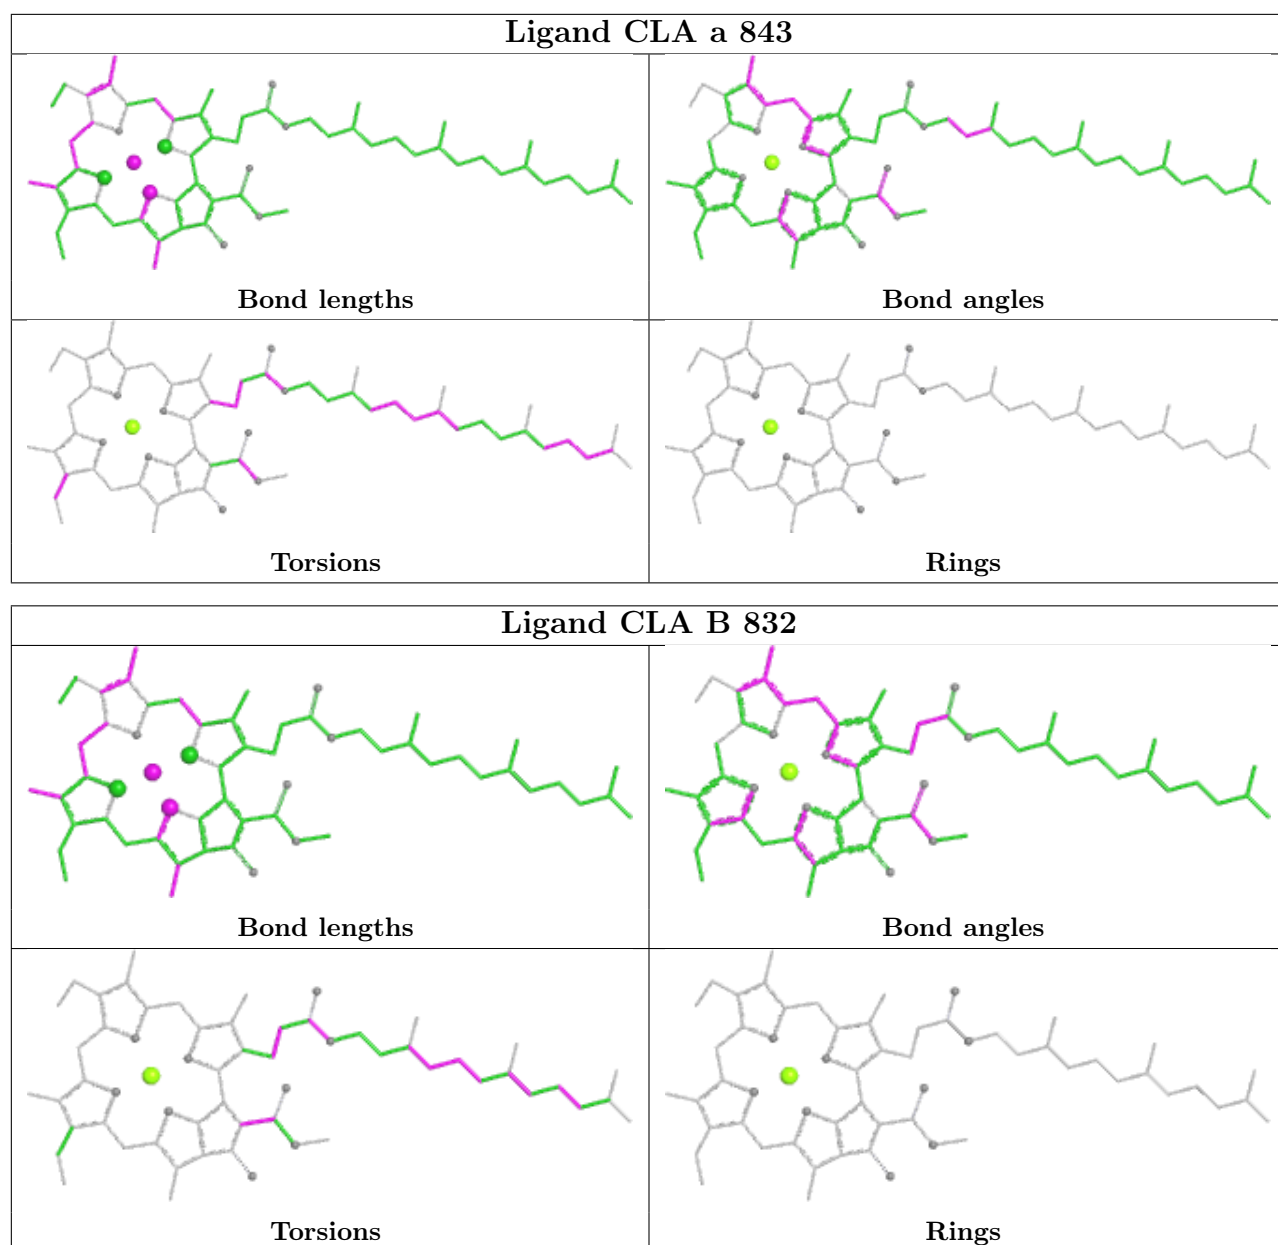 Ligand CLA a 843
Bond lengths
Bond angles
Torsions
Rings
Ligand CLA B 832
Bond lengths
Bond angles
Torsions
Rings